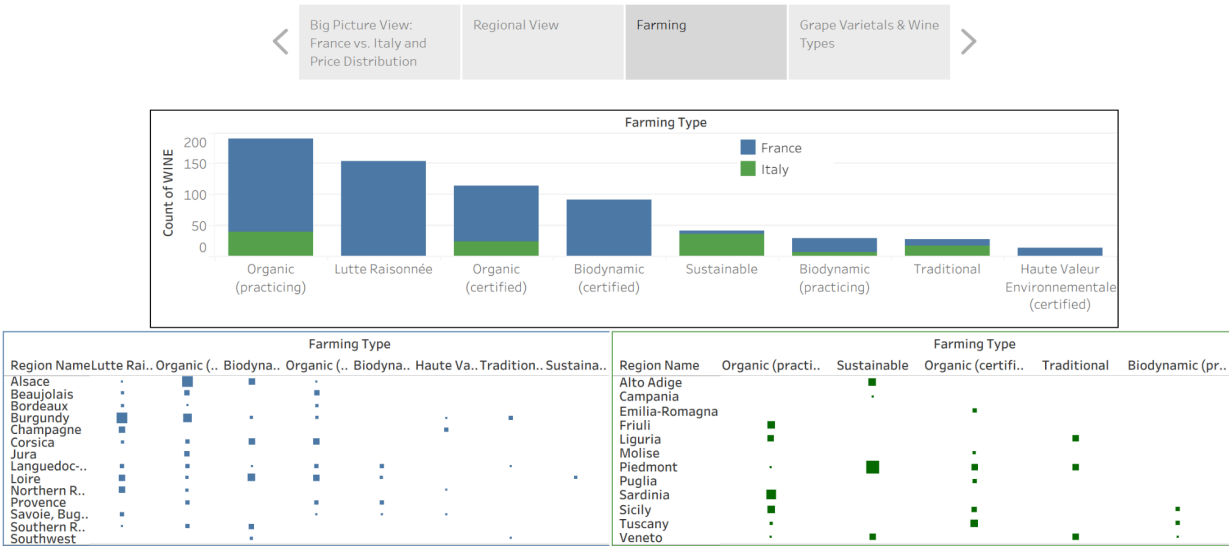 Big Picture View:
France vs. Italy and
Price Distribution
Regional View
Farming
Grape Varietals & Wine
Types
Farming Type
Count of WINE
200
150
100
50
0
France
Italy
Organic
(practicing)
Lutte Raisonnée
Organic
(certified)
Biodynamic
(certified)
Sustainable
Biodynamic
(practicing)
Traditional
Haute Valeur
Environnementale
(certified)
Farming Type
Region Name Lutte Rai.. Organic (.. Biodyna.. Organic (.. Biodyna.. Haute Va.. Tradition.. Sustaina..
Alsace
Beaujolais
Bordeaux
Burgundy
Champagne
Corsica
Jura
Languedoc-..
Loire
Northern R..
Provence
Savoie, Bug..
Southern R..
Southwest
Farming Type
Region Name Organic (practi.. Sustainable Organic (certifi.. Traditional Biodynamic (pr..
Alto Adige
Campania
Emilia-Romagna
Friuli
Liguria
Molise
Piedmont
Puglia
Sardinia
Sicily
Tuscany
Veneto